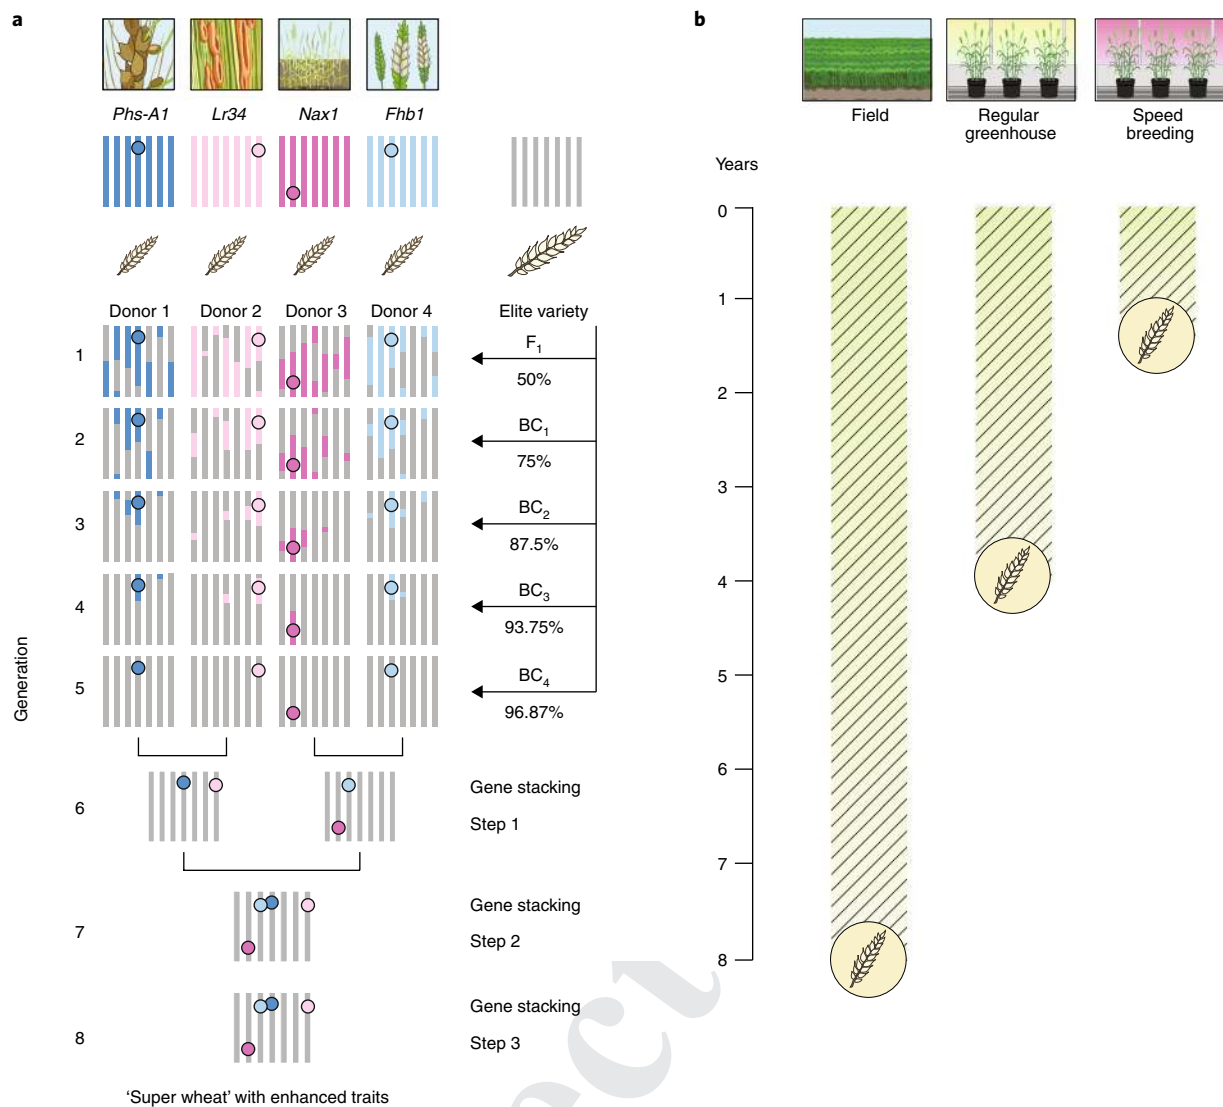 a
Phs-A1 Lr34 Nax1 Fhb1
Donor 1 Donor 2 Donor 3 Donor 4 Elite variety
Generation
1
F1
50%
2
BC1
75%
3
BC2
87.5%
4
BC3
93.75%
5
BC4
96.87%
6
Gene stacking
Step 1
7
Gene stacking
Step 2
8
Gene stacking
Step 3
'Super wheat' with enhanced traits
b
Field
Regular
greenhouse
Speed
breeding
Years
0
1
2
3
4
5
6
7
8